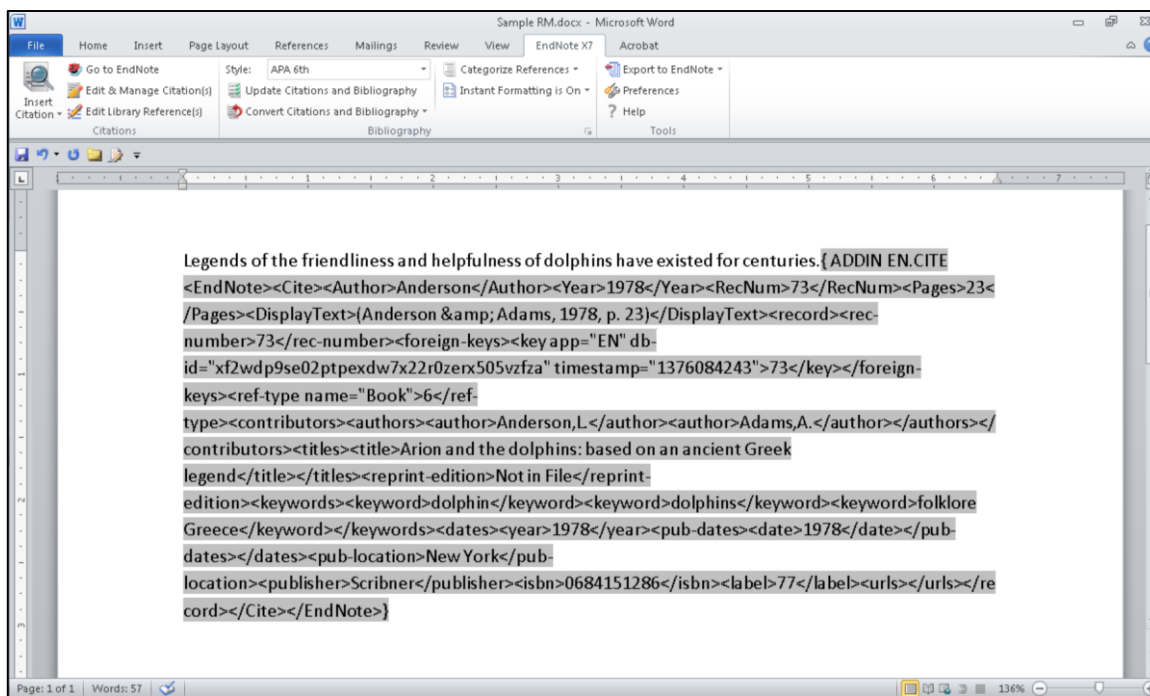 Sample RM.docx - Microsoft Word
File Home Insert Page Layout References Mailings Review View EndNote X7 Acrobat
Insert Citation
Go to EndNote
Edit & Manage Citation(s)
Edit Library Reference(s)
Citations
Style: APA 6th
Update Citations and Bibliography
Convert Citations and Bibliography
Categorize References
Instant Formatting is On
Bibliography
Export to EndNote
Preferences
? Help
Tools
1 2 3 4 5 6 7
Legends of the friendliness and helpfulness of dolphins have existed for centuries.{ ADDIN EN.CITE
<EndNote><Cite><Author>Anderson</Author><Year>1978</Year><RecNum>73</RecNum><Pages>23<
/Pages><DisplayText>(Anderson &amp; Adams, 1978, p. 23)</DisplayText><record><rec-
number>73</rec-number><foreign-keys><key app="EN" db-
id="xf2wdp9se02ptpexdw7x22r0zerx505vzfza" timestamp="1376084243">73</key></foreign-
keys><ref-type name="Book">6</ref-
type><contributors><authors><author>Anderson,L.</author><author>Adams,A.</author></authors></
contributors><titles><title>Arion and the dolphins: based on an ancient Greek
legend</title></titles><reprint-edition>Not in File</reprint-
edition><keywords><keyword>dolphin</keyword><keyword>dolphins</keyword><keyword>folklore
Greece</keyword></keywords><dates><year>1978</year><pub-dates><date>1978</date></pub-
dates></dates><pub-location>New York</pub-
location><publisher>Scribner</publisher><isbn>0684151286</isbn><label>77</label><urls></urls></re
cord></Cite></EndNote>}
Page: 1 of 1 Words: 57 136%